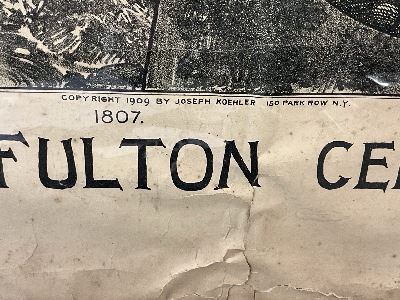 COPYRIGHT 1909 BY JOSEPH KOEHLER 150 PARK ROW N.Y.
1807.
FULTON CE